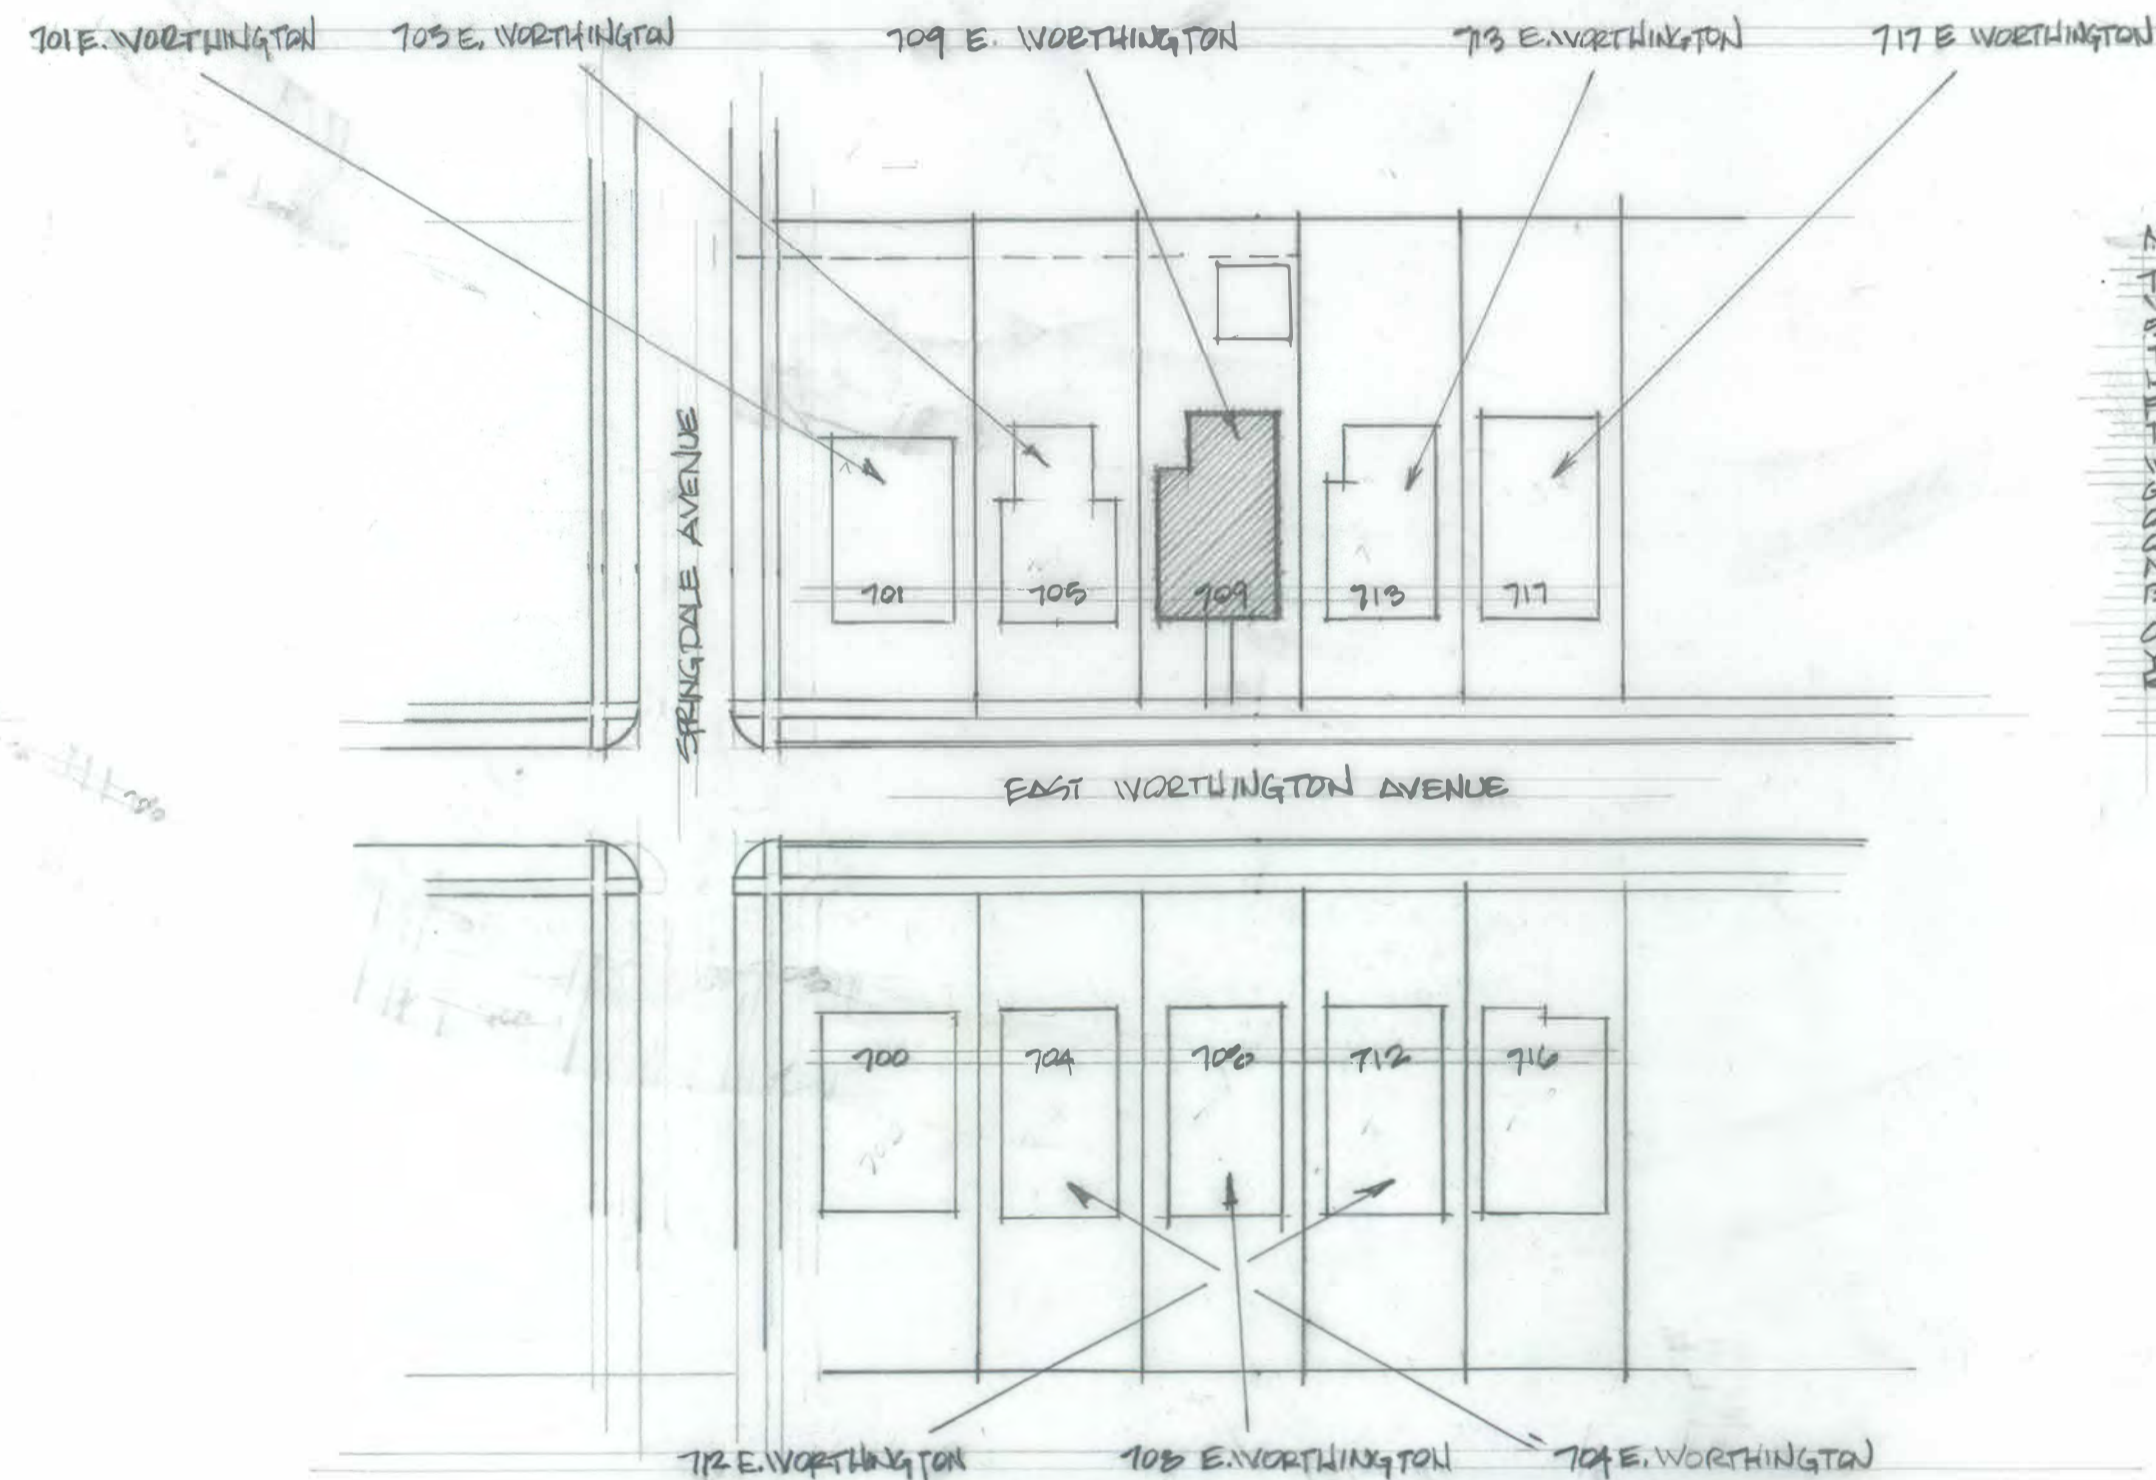 701 E. WORTHINGTON
705 E. WORTHINGTON
709 E. WORTHINGTON
713 E. WORTHINGTON
717 E WORTHINGTON
SPRINGDALE AVENUE
701
705
709
713
717
EAST WORTHINGTON AVENUE
700
704
708
712
716
712 E. WORTHINGTON
708 E. WORTHINGTON
704 E. WORTHINGTON